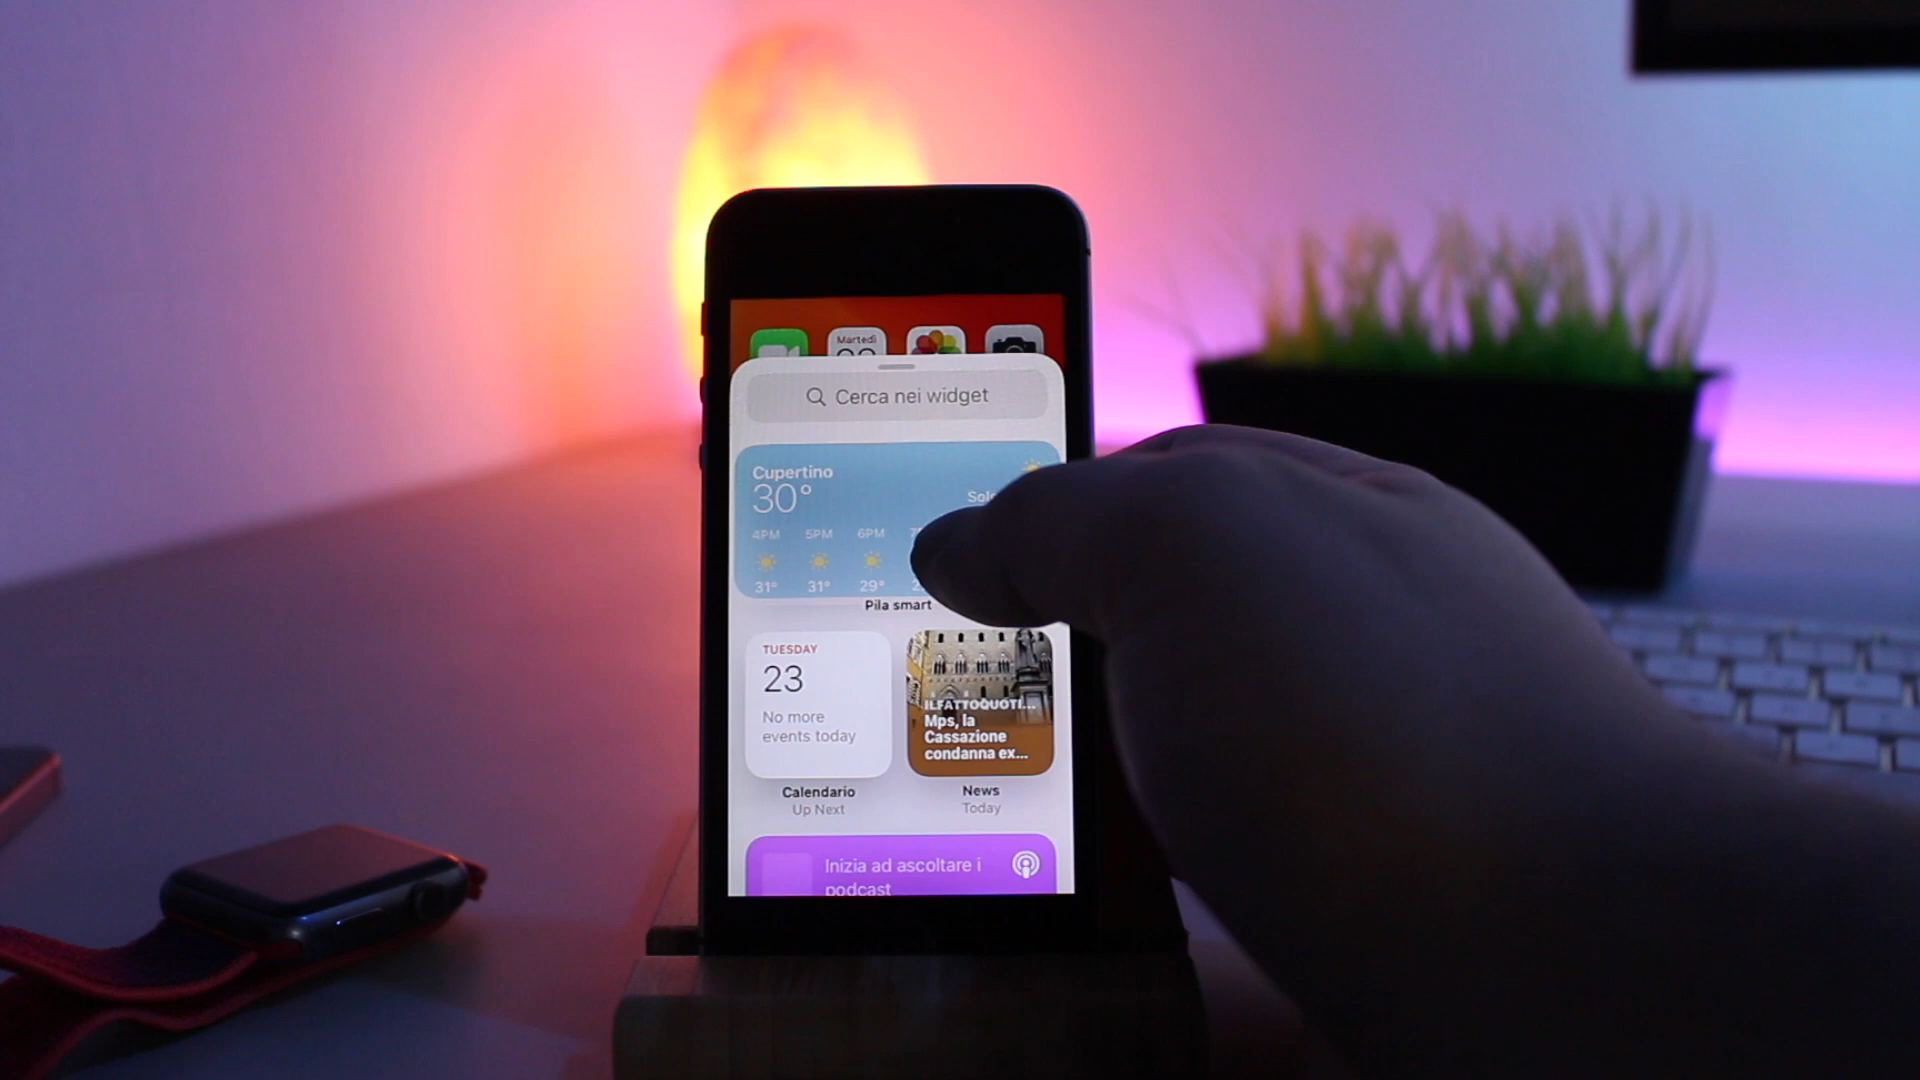 Martedì
Cerca nei widget
Cupertino
30°
4PM 5PM 6PM
31° 31° 29°
Pila smart
TUESDAY
23
No more
events today
ILFATTOQUOTI...
Mps, la
Cassazione
condanna ex...
Calendario
Up Next
News
Today
Inizia ad ascoltare i
podcast